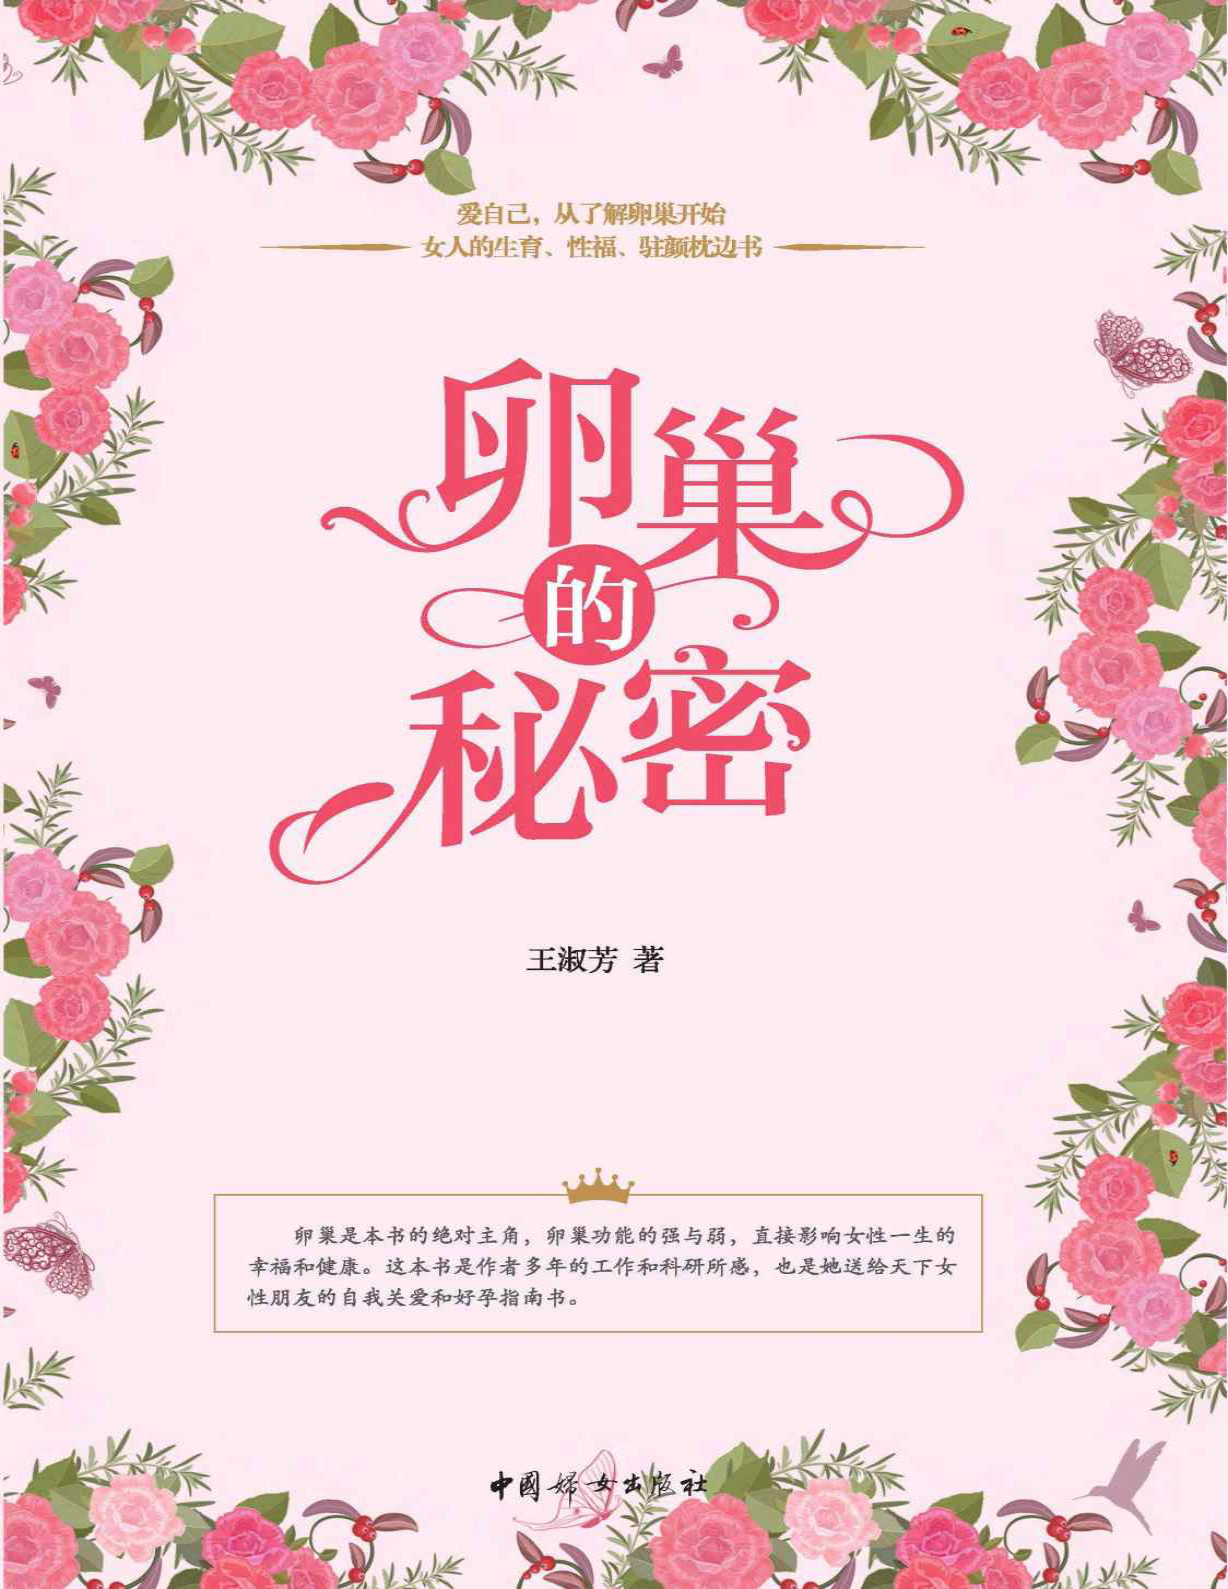 爱自己，从了解卵巢开始
女人的生育、性福、驻颜枕边书
卵巢
的
秘密
王淑芳 著
卵巢是本书的绝对主角，卵巢功能的强与弱，直接影响女性一生的
幸福和健康。这本书是作者多年的工作和科研所感，也是她送给天下女
性朋友的自我关爱和好孕指南书。
中國婦女出版社